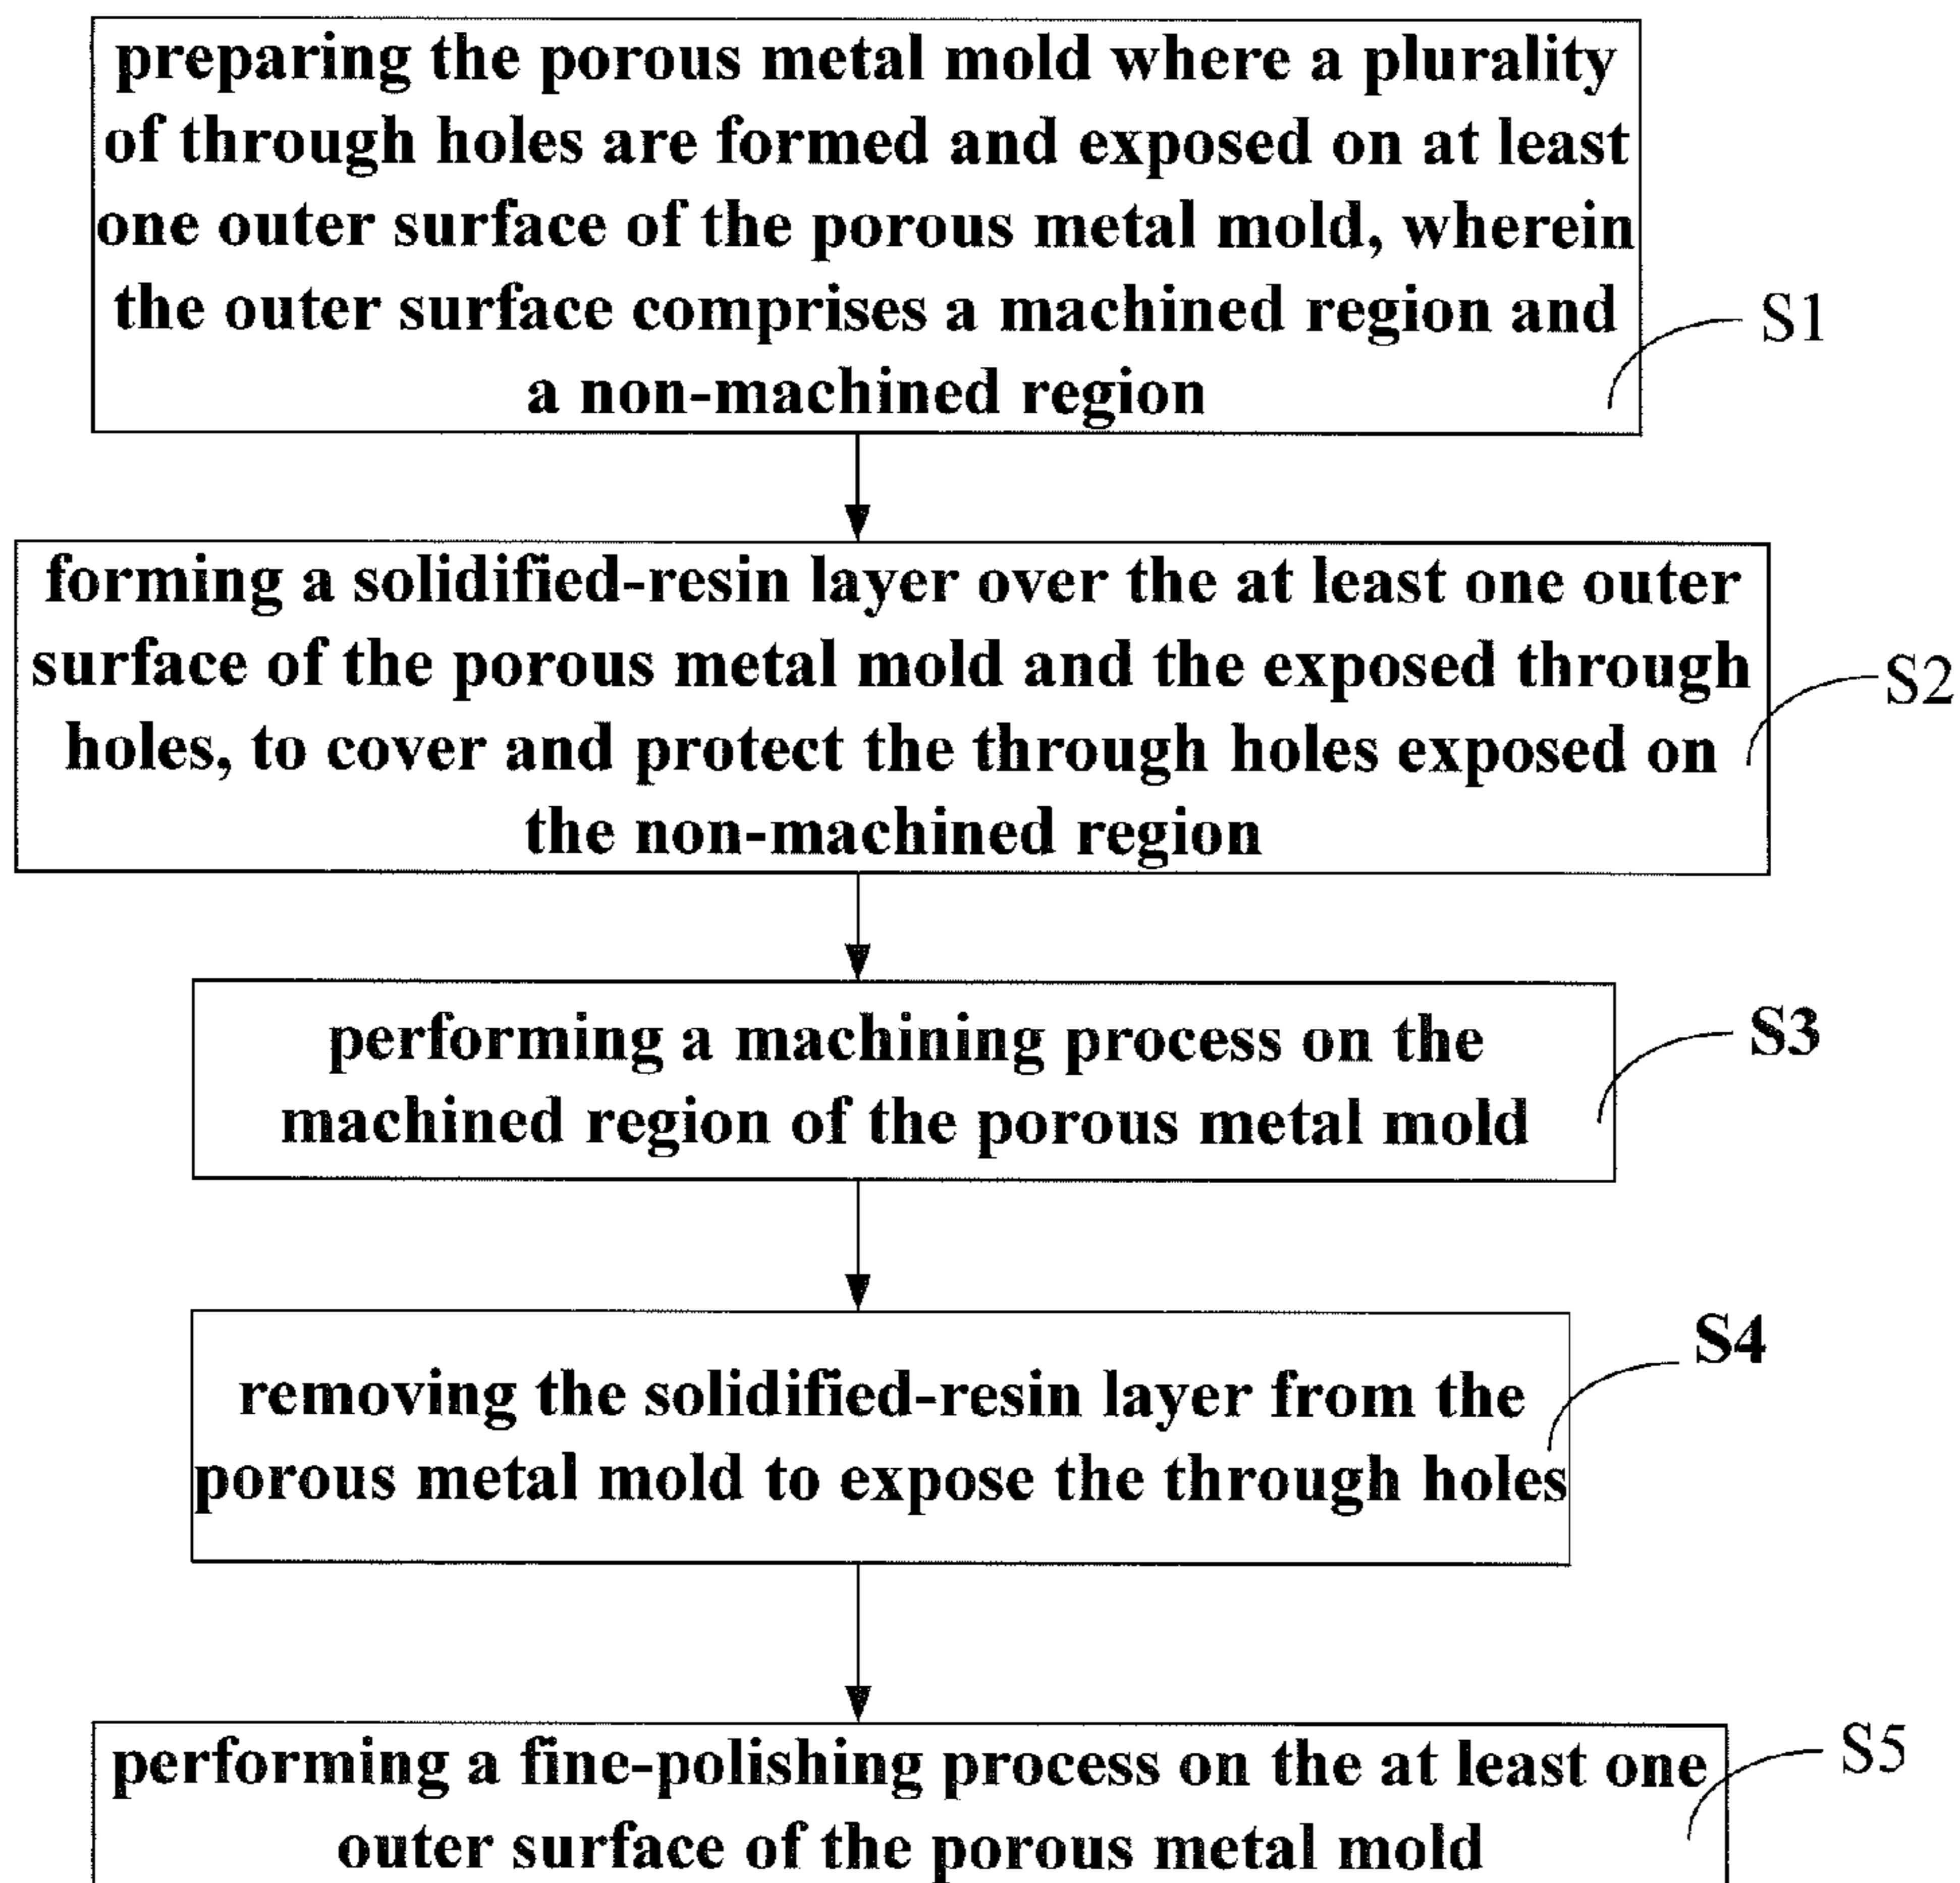 preparing the porous metal mold where a plurality
of through holes are formed and exposed on at least
one outer surface of the porous metal mold, wherein
the outer surface comprises a machined region and
a non-machined region
S1
forming a solidified-resin layer over the at least one outer
surface of the porous metal mold and the exposed through
holes, to cover and protect the through holes exposed on
the non-machined region
S2
performing a machining process on the
machined region of the porous metal mold
S3
removing the solidified-resin layer from the
porous metal mold to expose the through holes
S4
performing a fine-polishing process on the at least one
outer surface of the porous metal mold
S5